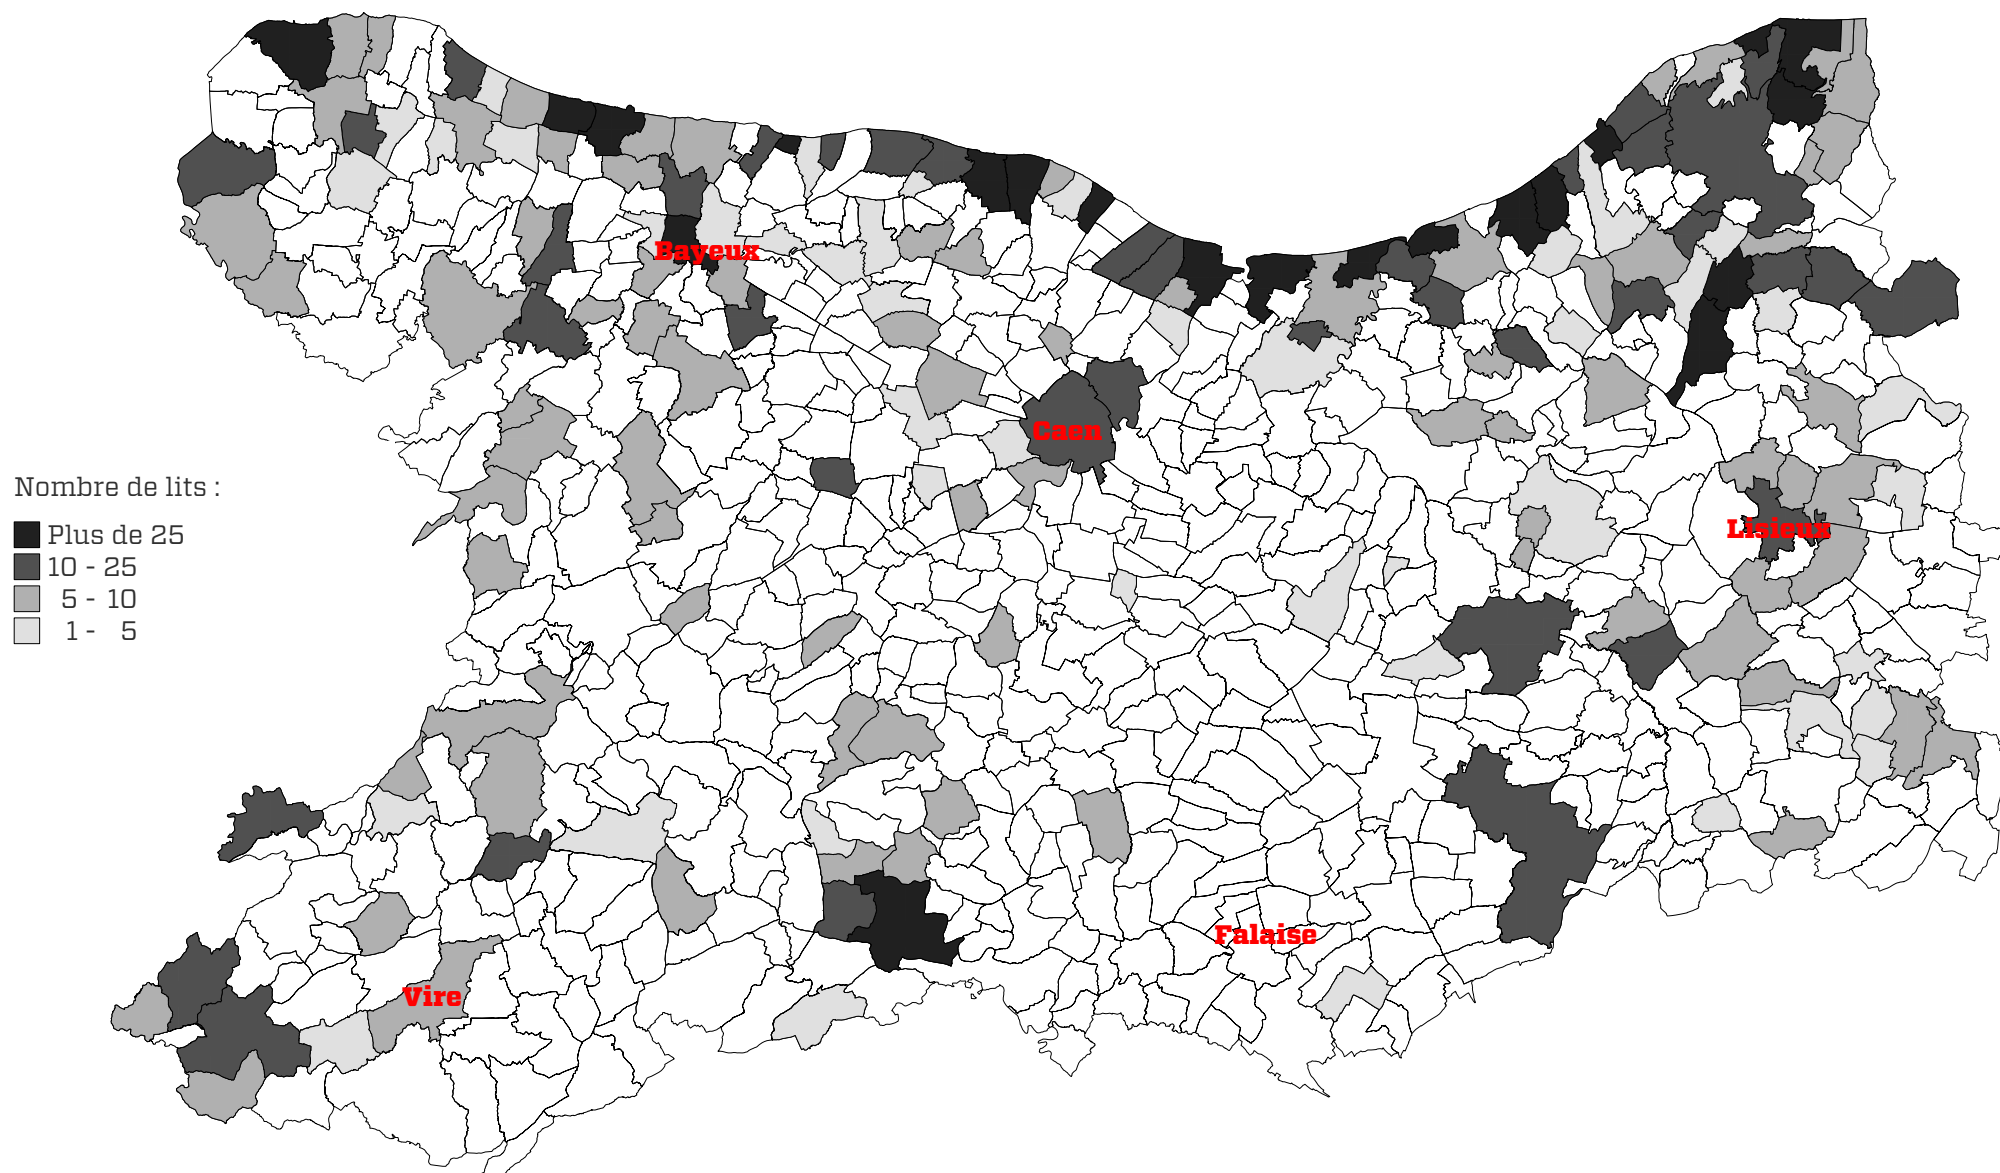 Bayeux
Caen
Nombre de lits :
Plus de 25
10 - 25
5 - 10
1 - 5
Lisieux
Falaise
Vire